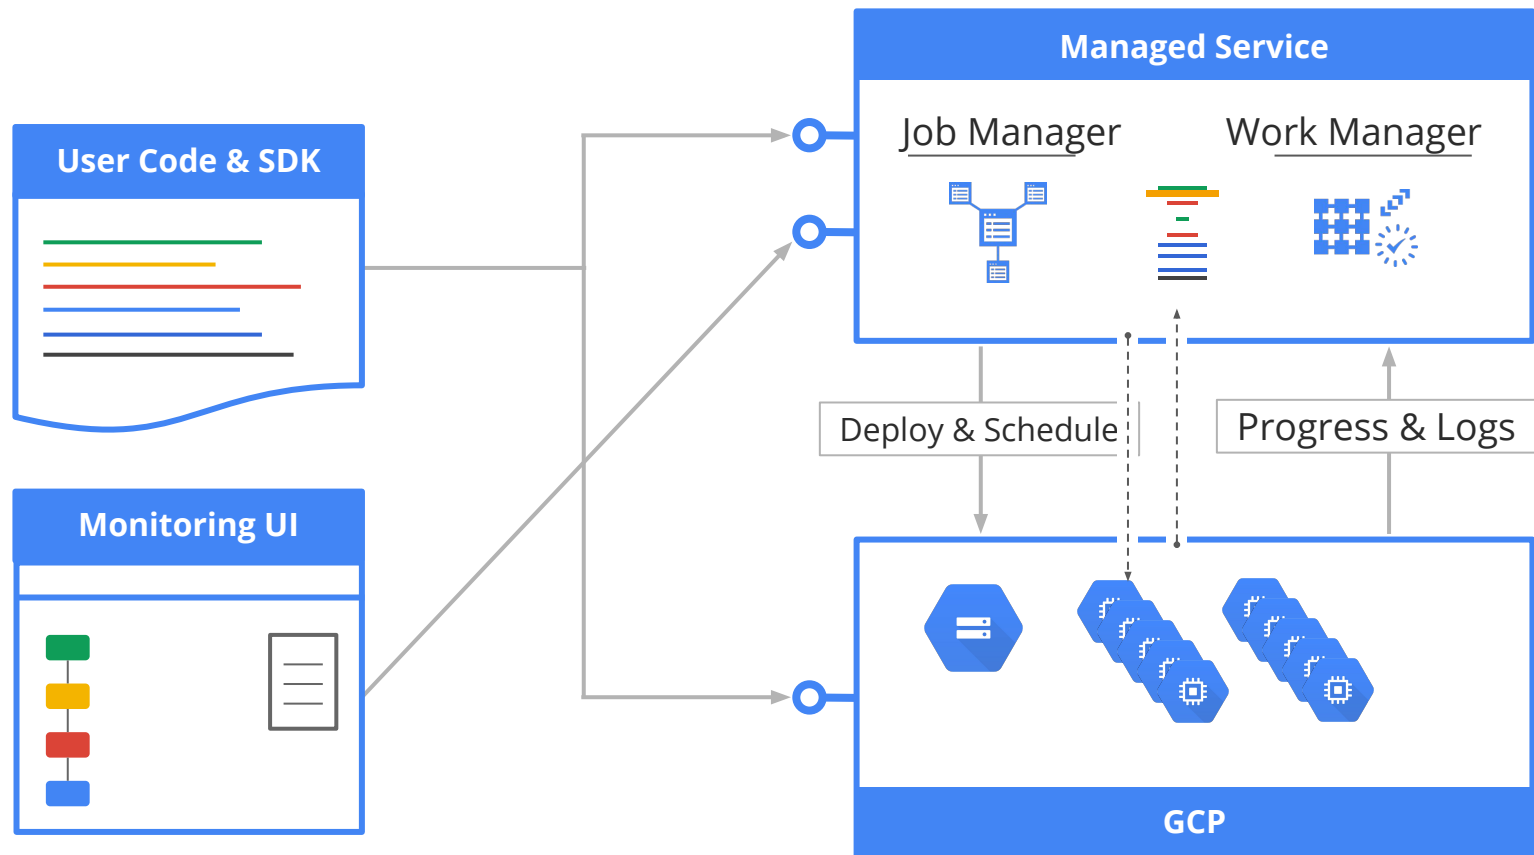 Managed Service
Job Manager
Work Manager
User Code & SDK
Deploy & Schedule
Progress & Logs
Monitoring UI
GCP